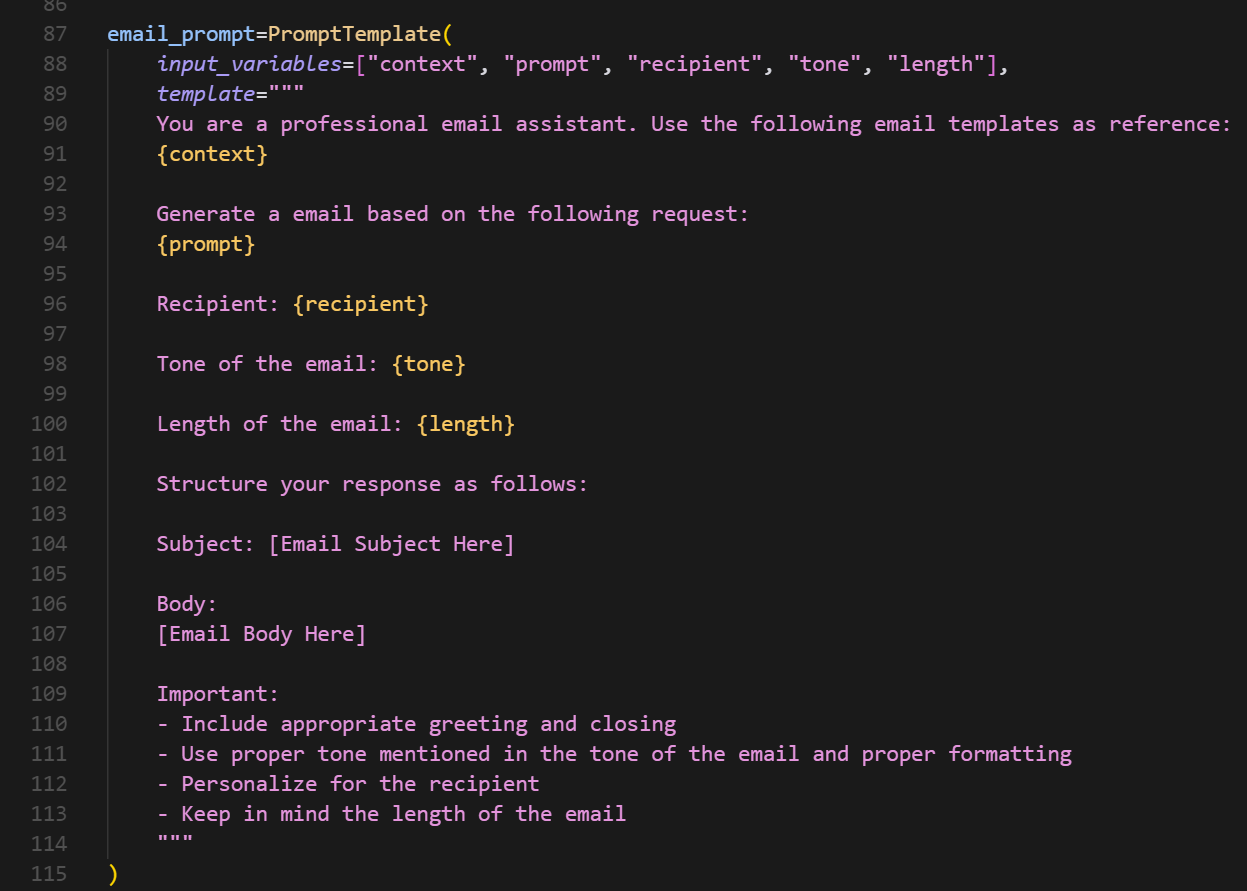 86
87 email_prompt=PromptTemplate(
88     input_variables=["context", "prompt", "recipient", "tone", "length"],
89     template="""
90     You are a professional email assistant. Use the following email templates as reference:
91     {context}
92
93     Generate a email based on the following request:
94     {prompt}
95
96     Recipient: {recipient}
97
98     Tone of the email: {tone}
99
100     Length of the email: {length}
101
102     Structure your response as follows:
103
104     Subject: [Email Subject Here]
105
106     Body:
107     [Email Body Here]
108
109     Important:
110     - Include appropriate greeting and closing
111     - Use proper tone mentioned in the tone of the email and proper formatting
112     - Personalize for the recipient
113     - Keep in mind the length of the email
114     """
115 )